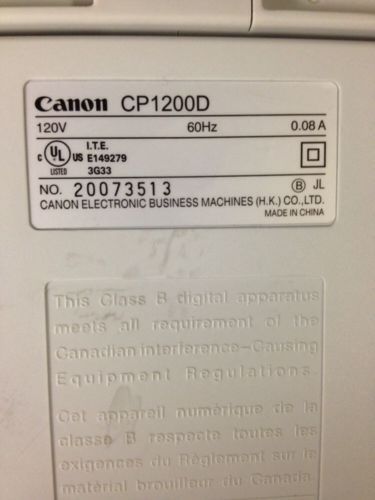 Canon CP1200D
120V 60Hz 0.08 A
I.T.E.
C UL US E149279
LISTED 3G33
NO. 20073513 B JL
CANON ELECTRONIC BUSINESS MACHINES (H.K.) CO.,LTD.
MADE IN CHINA
This Class B digital apparatus
meets all requirement of the
Canadian interference-Causing
Equipment Regulations.
Cet appareil numérique de la
classe B respecte toutes les
exigences du Règlement sur le
matérial brouilleur du Canada.